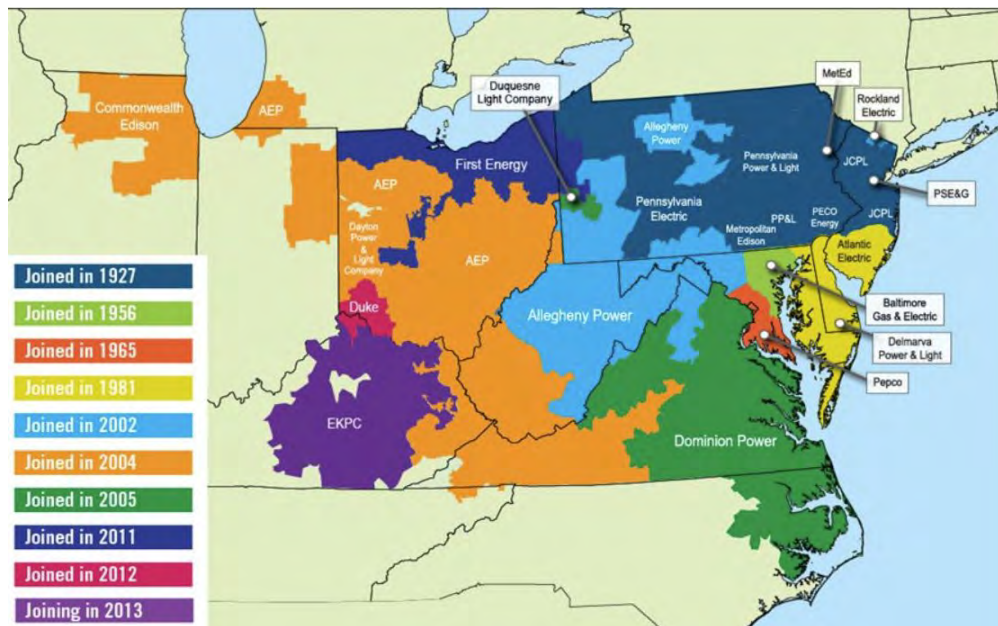 Commonwealth
Edison
AEP
Duquesne
Light Company
MetEd
Rockland
Electric
Allegheny
Power
First Energy
AEP
Pennsylvania
Power & Light
JCPL
PSE&G
Pennsylvania
Electric
PP&L
PECO
Energy
JCPL
Metropolitan
Edison
Dayton
Power
&
Light
Company
AEP
Atlantic
Electric
Duke
Allegheny Power
Baltimore
Gas & Electric
Delmarva
Power & Light
Pepco
EKPC
Dominion Power
Joined in 1927
Joined in 1956
Joined in 1965
Joined in 1981
Joined in 2002
Joined in 2004
Joined in 2005
Joined in 2011
Joined in 2012
Joining in 2013